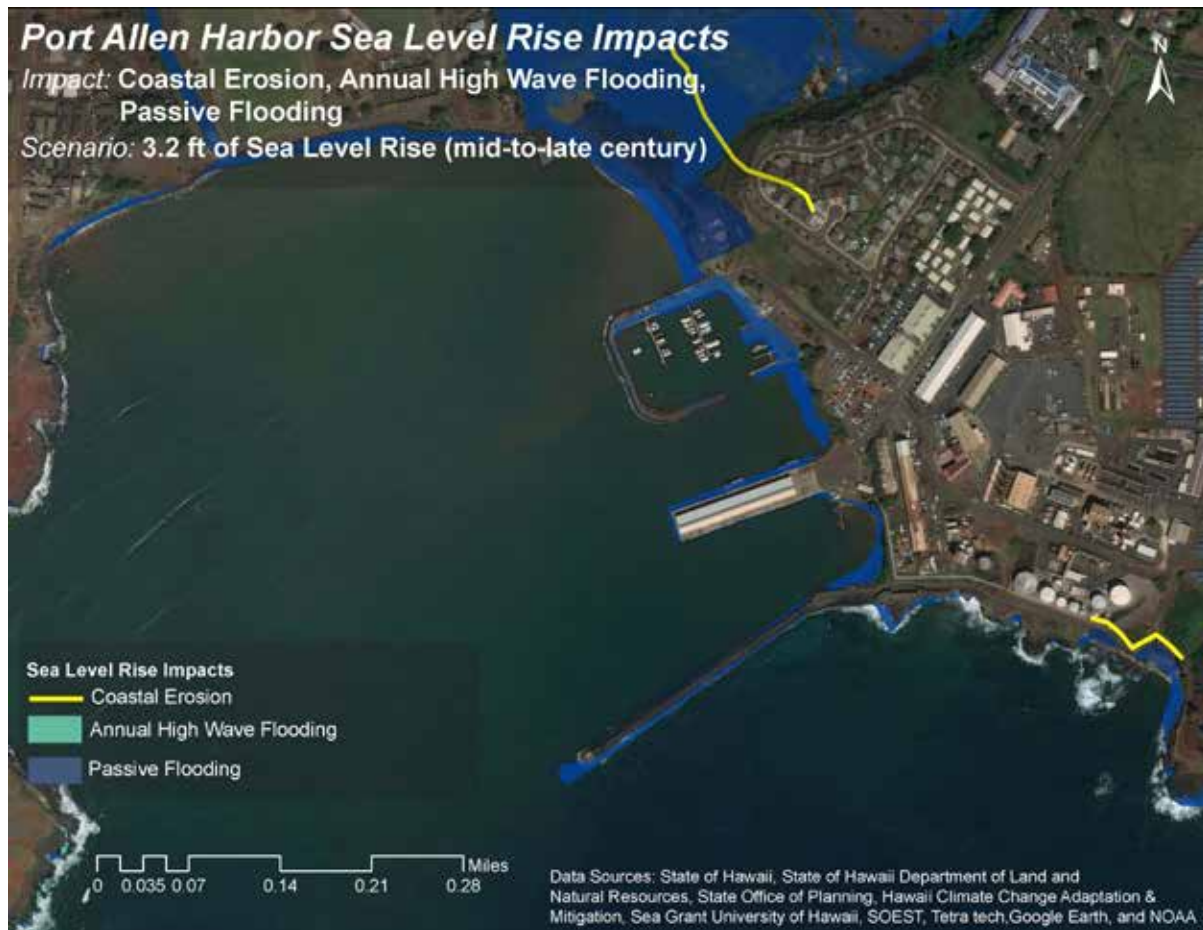 Port Allen Harbor Sea Level Rise Impacts
Impact: Coastal Erosion, Annual High Wave Flooding,
Passive Flooding
Scenario: 3.2 ft of Sea Level Rise (mid-to-late century)
N
Sea Level Rise Impacts
Coastal Erosion
Annual High Wave Flooding
Passive Flooding
Miles
0 0.035 0.07 0.14 0.21 0.28
Data Sources: State of Hawaii, State of Hawaii Department of Land and
Natural Resources, State Office of Planning, Hawaii Climate Change Adaptation &
Mitigation, Sea Grant University of Hawaii, SOEST, Tetra tech,Google Earth, and NOAA